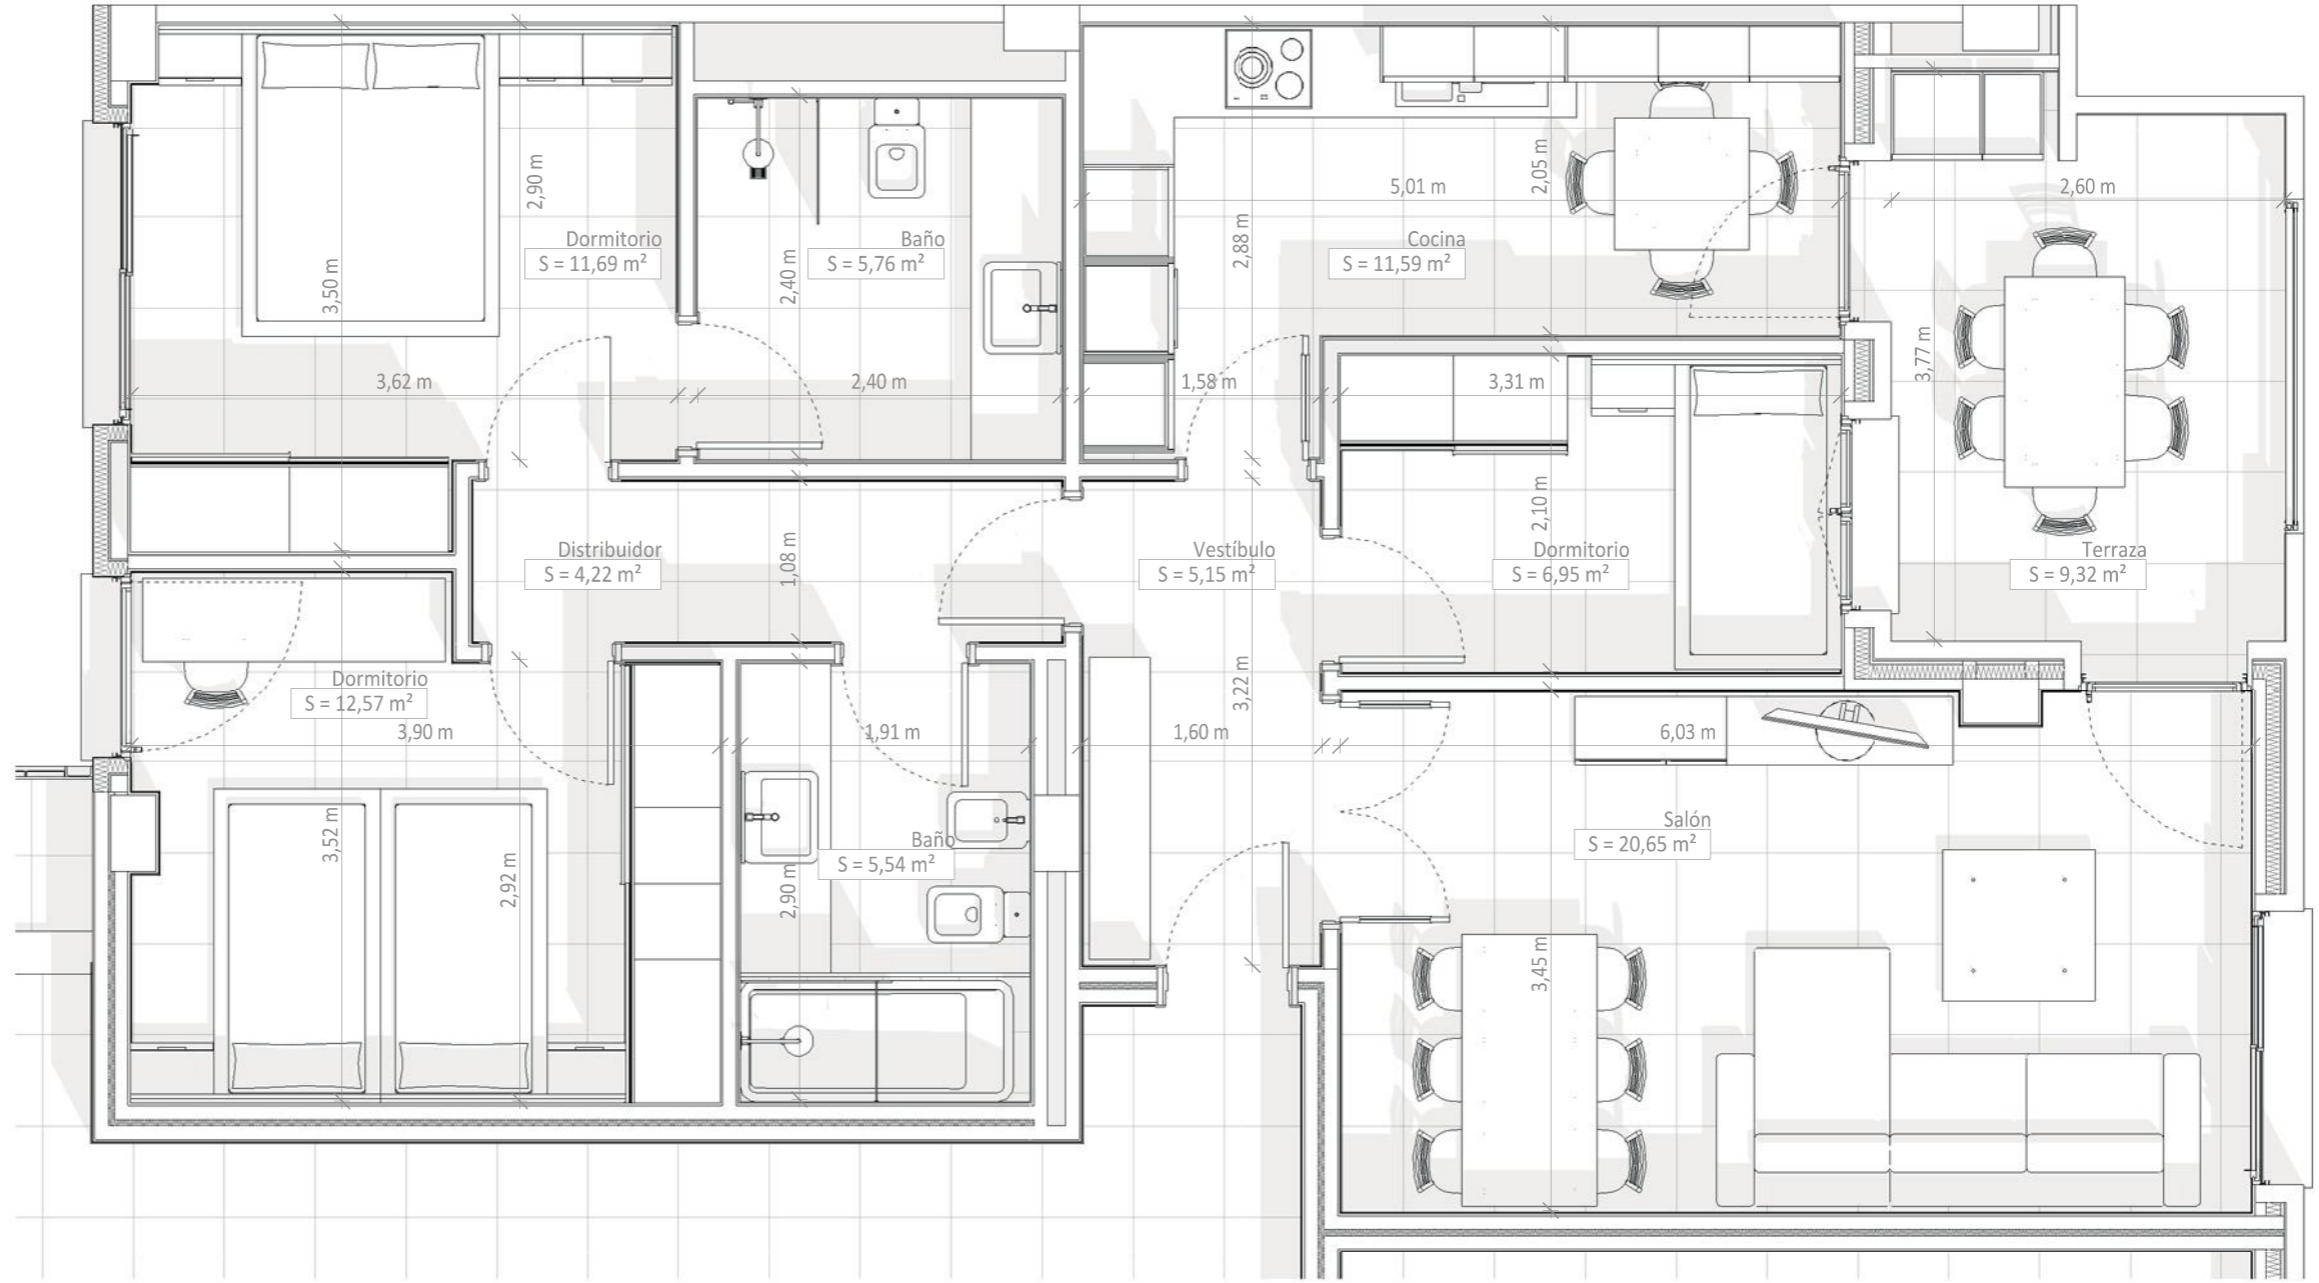 2,90 m
Dormitorio
S = 11,69 m²
3,50 m
3,62 m
Baño
S = 5,76 m²
2,40 m
2,40 m
5,01 m
2,05 m
2,88 m
Cocina
S = 11,59 m²
1,58 m
2,60 m
3,77 m
3,31 m
2,10 m
Dormitorio
S = 6,95 m²
Terraza
S = 9,32 m²
Distribuidor
S = 4,22 m²
1,08 m
Vestíbulo
S = 5,15 m²
3,22 m
1,60 m
Dormitorio
S = 12,57 m²
3,90 m
3,52 m
2,92 m
1,91 m
Baño
S = 5,54 m²
2,90 m
6,03 m
Salón
S = 20,65 m²
3,45 m